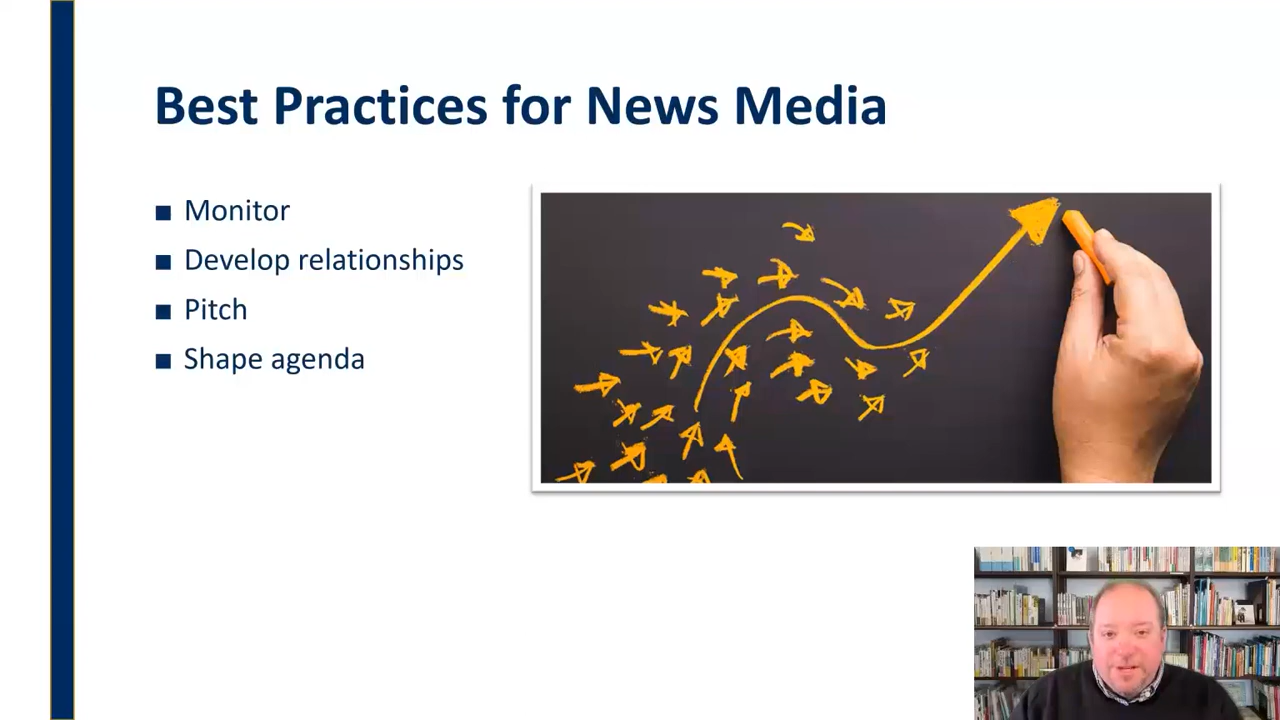 Best Practices for News Media
Monitor
Develop relationships
Pitch
Shape agenda